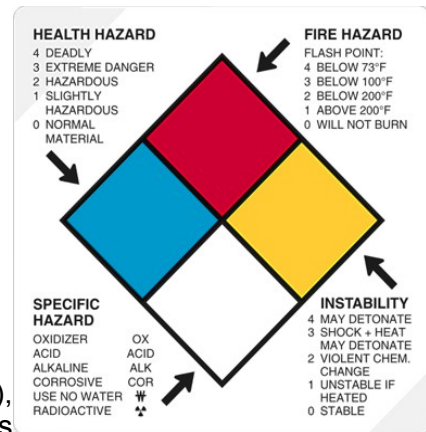 HEALTH HAZARD
4 DEADLY
3 EXTREME DANGER
2 HAZARDOUS
1 SLIGHTLY
HAZARDOUS
0 NORMAL
MATERIAL
FIRE HAZARD
FLASH POINT:
4 BELOW 73°F
3 BELOW 100°F
2 BELOW 200°F
1 ABOVE 200°F
0 WILL NOT BURN
SPECIFIC
HAZARD
OXIDIZER OX
ACID ACID
ALKALINE ALK
CORROSIVE COR
USE NO WATER W
RADIOACTIVE
INSTABILITY
4 MAY DETONATE
3 SHOCK + HEAT
MAY DETONATE
2 VIOLENT CHEM.
CHANGE
1 UNSTABLE IF
HEATED
0 STABLE
),
s